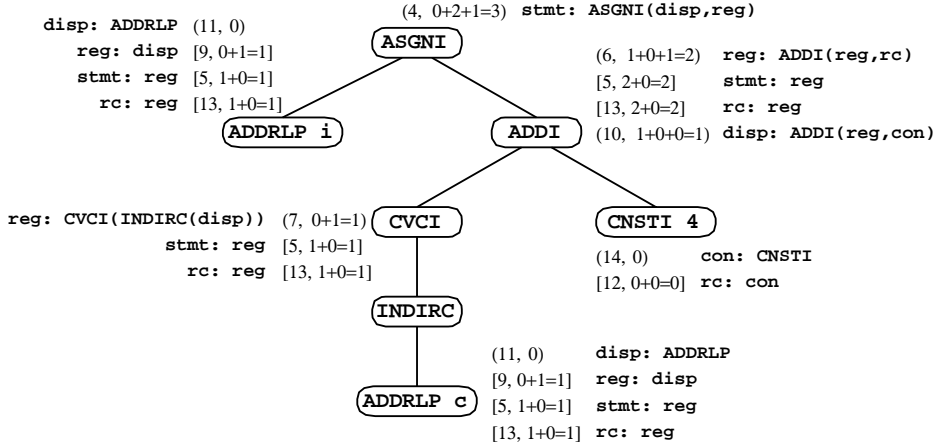 (4, 0+2+1=3) stmt: ASGNI(disp,reg)
disp: ADDRLP (11, 0)
reg: disp [9, 0+1=1]
stmt: reg [5, 1+0=1]
rc: reg [13, 1+0=1]
ASGNI
(6, 1+0+1=2) reg: ADDI(reg,rc)
[5, 2+0=2] stmt: reg
[13, 2+0=2] rc: reg
(10, 1+0+0=1) disp: ADDI(reg,con)
ADDRLP i
ADDI
reg: CVCI(INDIRC(disp)) (7, 0+1=1)
stmt: reg [5, 1+0=1]
rc: reg [13, 1+0=1]
CVCI
CNSTI 4
(14, 0) con: CNSTI
[12, 0+0=0] rc: con
INDIRC
ADDRLP c
(11, 0) disp: ADDRLP
[9, 0+1=1] reg: disp
[5, 1+0=1] stmt: reg
[13, 1+0=1] rc: reg